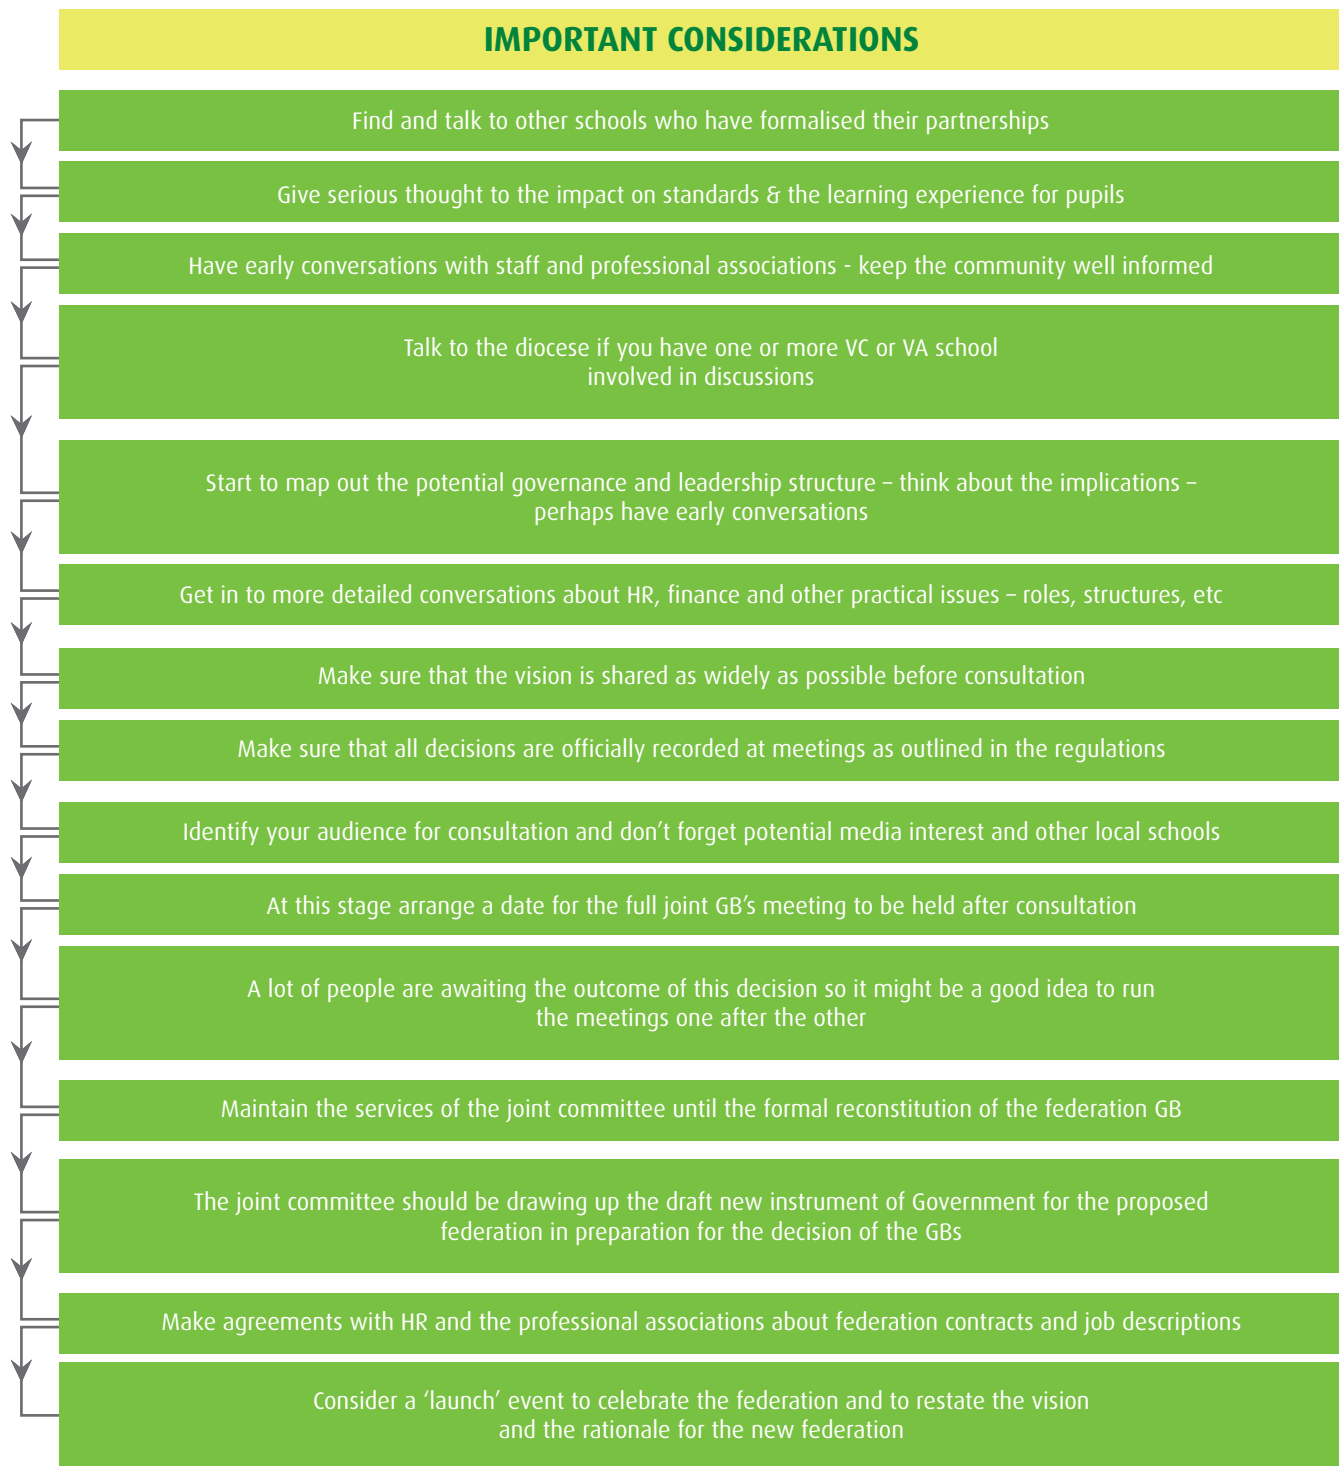 IMPORTANT CONSIDERATIONS
Find and talk to other schools who have formalised their partnerships
Give serious thought to the impact on standards & the learning experience for pupils
Have early conversations with staff and professional associations - keep the community well informed
Talk to the diocese if you have one or more VC or VA school
involved in discussions
Start to map out the potential governance and leadership structure – think about the implications –
perhaps have early conversations
Get in to more detailed conversations about HR, finance and other practical issues – roles, structures, etc
Make sure that the vision is shared as widely as possible before consultation
Make sure that all decisions are officially recorded at meetings as outlined in the regulations
Identify your audience for consultation and don’t forget potential media interest and other local schools
At this stage arrange a date for the full joint GB’s meeting to be held after consultation
A lot of people are awaiting the outcome of this decision so it might be a good idea to run
the meetings one after the other
Maintain the services of the joint committee until the formal reconstitution of the federation GB
The joint committee should be drawing up the draft new instrument of Government for the proposed
federation in preparation for the decision of the GBs
Make agreements with HR and the professional associations about federation contracts and job descriptions
Consider a ‘launch’ event to celebrate the federation and to restate the vision
and the rationale for the new federation